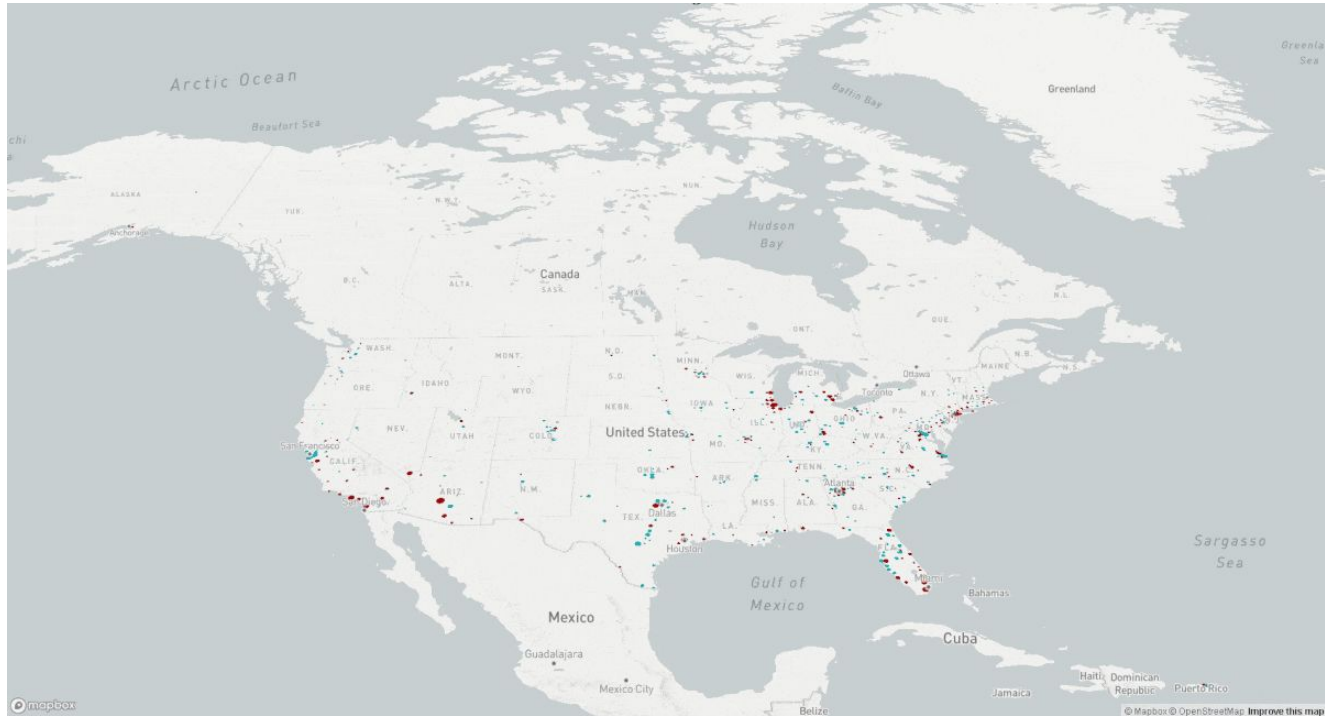 Arctic Ocean
Greenland
Greenla
Sea
Baffin Bay
Beaufort Sea
chi
a
ALASKA
N.W.T.
NUN.
YUK.
Anchorage
Hudson
Bay
Canada
B.C.
ALTA.
SASK.
MAN.
N.L.
ONT.
QUE.
WASH.
MONT.
N.D.
MINN.
N.B.
N.S.
MAINE
Ottawa
Toronto
VT.
ORE.
IDAHO
WYO.
S.D.
WIS.
MICH.
N.Y.
MASS.
NEBR.
IOWA
ILL.
IND.
OHIO
PA.
MD.
NEV.
UTAH
COLO.
United States
MO.
KY.
W.VA.
VA.
San Francisco
CALIF.
ARIZ.
N.M.
OKLA.
ARK.
TENN.
N.C.
San Diego
TEX.
Dallas
MISS.
ALA.
Atlanta
GA.
S.C.
LA.
Houston
FLA.
Miami
Sargasso
Sea
Gulf of
Mexico
Bahamas
Mexico
Cuba
Guadalajara
Mexico City
Haiti
Dominican
Republic
Puerto Rico
Jamaica
Belize
mapbox
© Mapbox © OpenStreetMap Improve this map